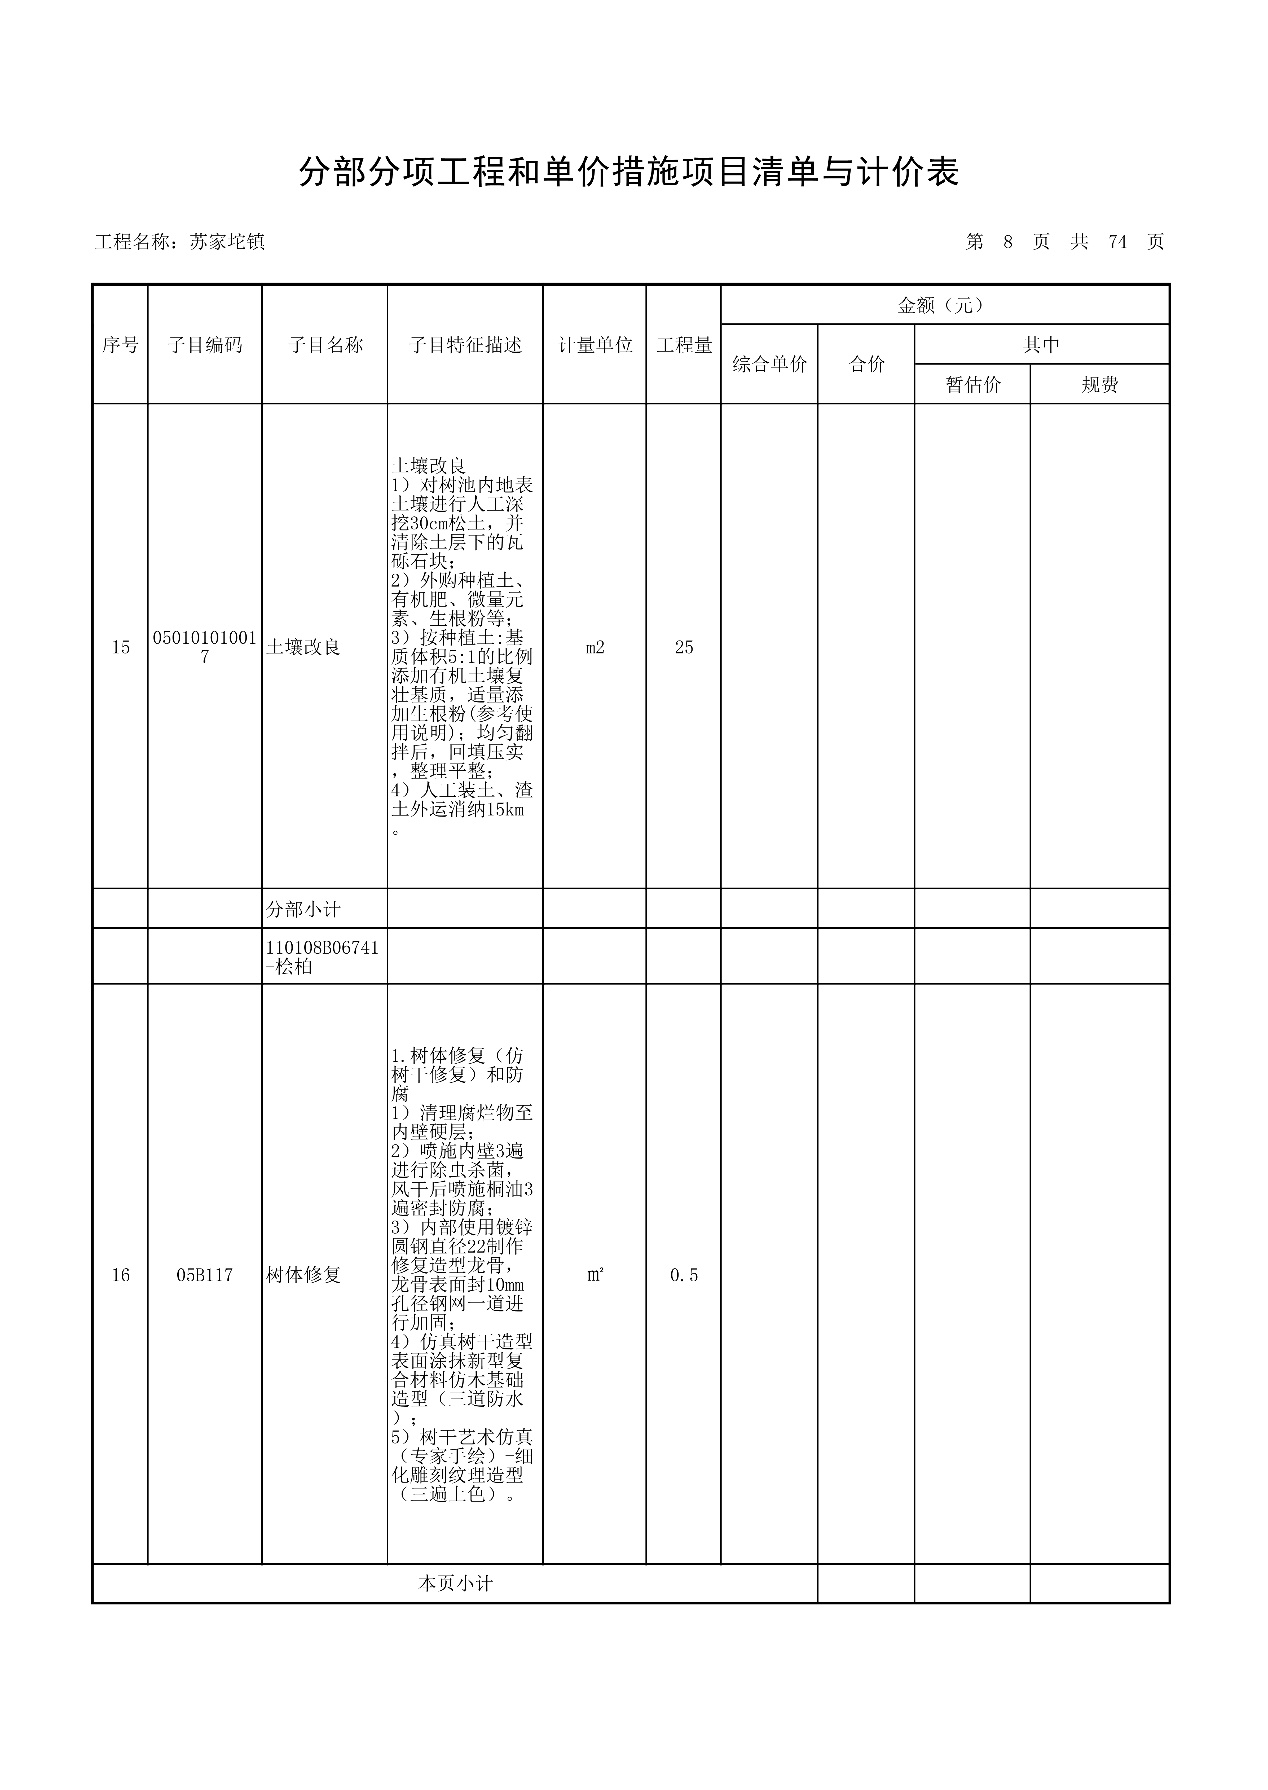 分部分项工程和单价措施项目清单与计价表
工程名称：苏家坨镇
第 8 页 共 74 页
序号
子目编码
子目名称
子目特征描述
计量单位
工程量
金额（元）
综合单价
合价
其中
暂估价
规费
15
05010101001
7
土壤改良
土壤改良
1）对树池内地表
土壤进行人工深
挖30cm松土，并
清除土层下的瓦
砾石块；
2）外购种植土、
有机肥、微量元
素、生根粉等；
3）按种植土:基
质体积5:1的比例
添加有机土壤复
壮基质，适量添
加生根粉(参考使
用说明)；均匀翻
拌后，回填压实
，整理平整；
4）人工装土、渣
土外运消纳15km
。
m2
25
分部小计
110108B06741
-桧柏
16
05B117
树体修复
1.树体修复（仿
树干修复）和防
腐
1）清理腐烂物至
内壁硬层；
2）喷施内壁3遍
进行除虫杀菌，
风干后喷施桐油3
遍密封防腐；
3）内部使用镀锌
圆钢直径22制作
修复造型龙骨，
龙骨表面封10mm
孔径钢网一道进
行加固；
4）仿真树干造型
表面涂抹新型复
合材料仿木基础
造型（三道防水
）；
5）树干艺术仿真
（专家手绘）-细
化雕刻纹理造型
（三遍上色）。
m²
0.5
本页小计